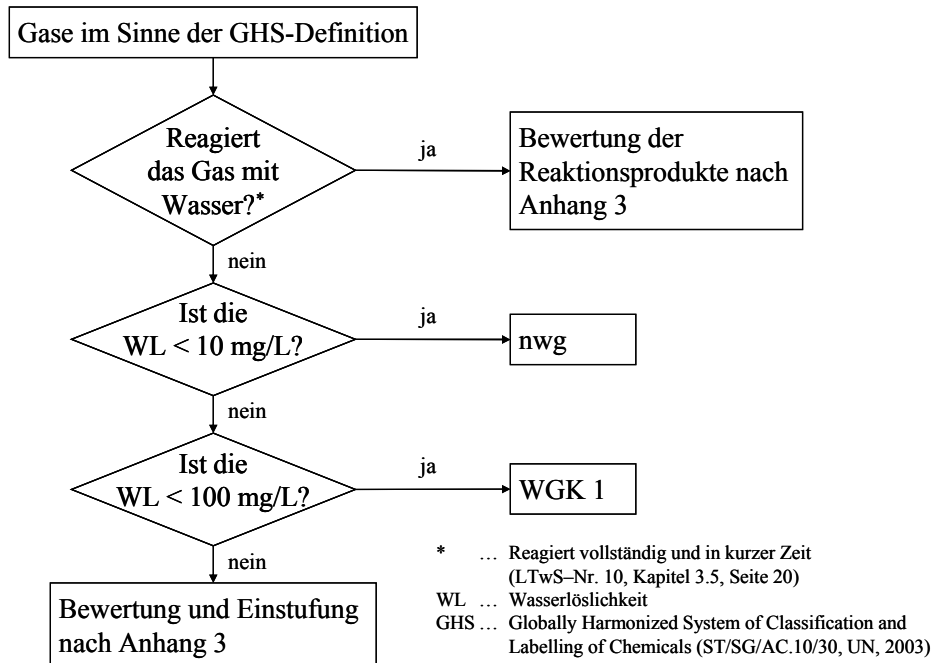 Gase im Sinne der GHS-Definition
Reagiert
das Gas mit
Wasser?*
ja
Bewertung der
Reaktionsprodukte nach
Anhang 3
nein
Ist die
WL < 10 mg/L?
ja
nwg
nein
Ist die
WL < 100 mg/L?
ja
WGK 1
nein
Bewertung und Einstufung
nach Anhang 3
* … Reagiert vollständig und in kurzer Zeit
(LTwS–Nr. 10, Kapitel 3.5, Seite 20)
WL … Wasserlöslichkeit
GHS … Globally Harmonized System of Classification and
Labelling of Chemicals (ST/SG/AC.10/30, UN, 2003)